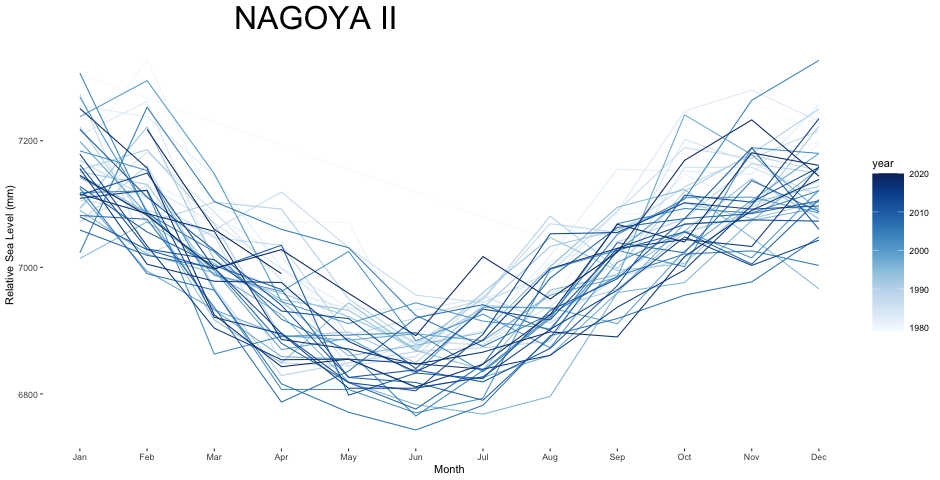 NAGOYA II
Relative Sea Level (mm)
7200
7000
6800
Jan Feb Mar Apr May Jun Jul Aug Sep Oct Nov Dec
Month
year
2020
2010
2000
1990
1980